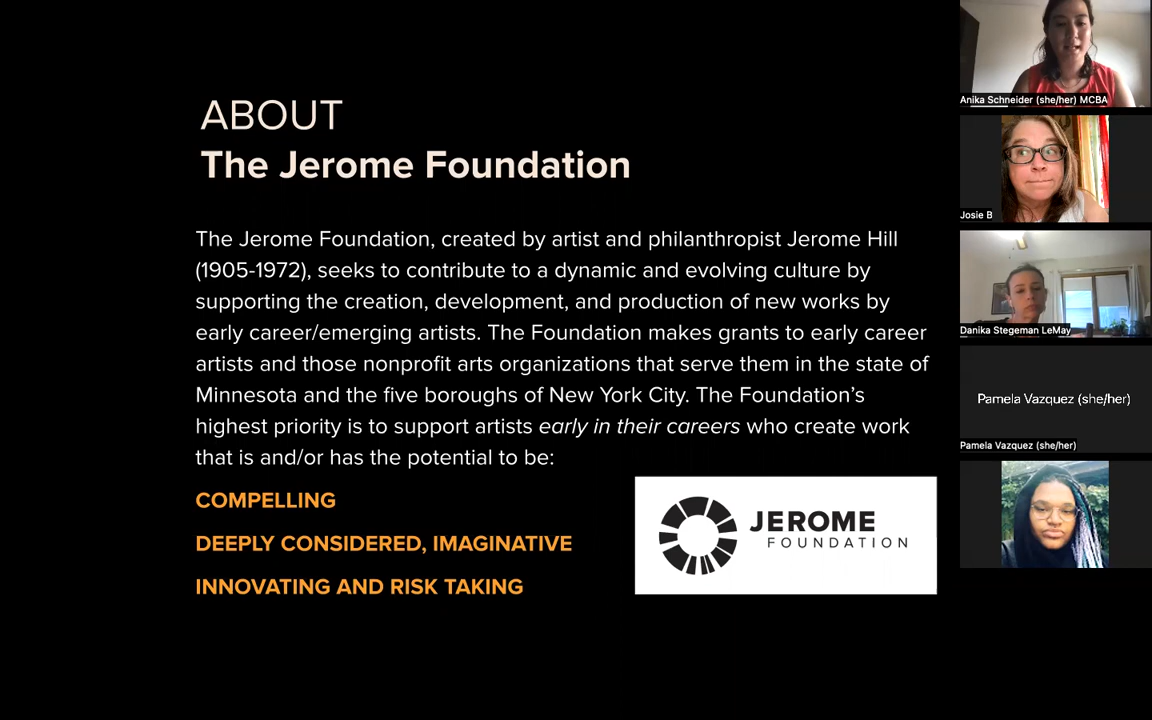 ABOUT
The Jerome Foundation
The Jerome Foundation, created by artist and philanthropist Jerome Hill
(1905-1972), seeks to contribute to a dynamic and evolving culture by
supporting the creation, development, and production of new works by
early career/emerging artists. The Foundation makes grants to early career
artists and those nonprofit arts organizations that serve them in the state of
Minnesota and the five boroughs of New York City. The Foundation’s
highest priority is to support artists early in their careers who create work
that is and/or has the potential to be:
COMPELLING
DEEPLY CONSIDERED, IMAGINATIVE
INNOVATING AND RISK TAKING
JEROME
FOUNDATION
Anika Schneider (she/her) MCBA
Josie B
Danika Stegeman LeMay
Pamela Vazquez (she/her)
Pamela Vazquez (she/her)